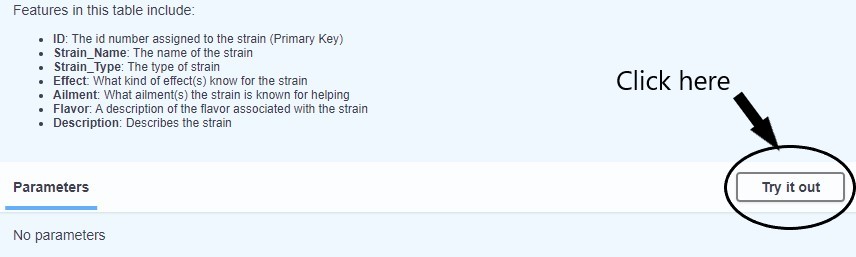 Features in this table include:
ID: The id number assigned to the strain (Primary Key)
Strain_Name: The name of the strain
Strain_Type: The type of strain
Effect: What kind of effect(s) know for the strain
Ailment: What ailment(s) the strain is known for helping
Flavor: A description of the flavor associated with the strain
Description: Describes the strain
Click here
Parameters
Try it out
No parameters